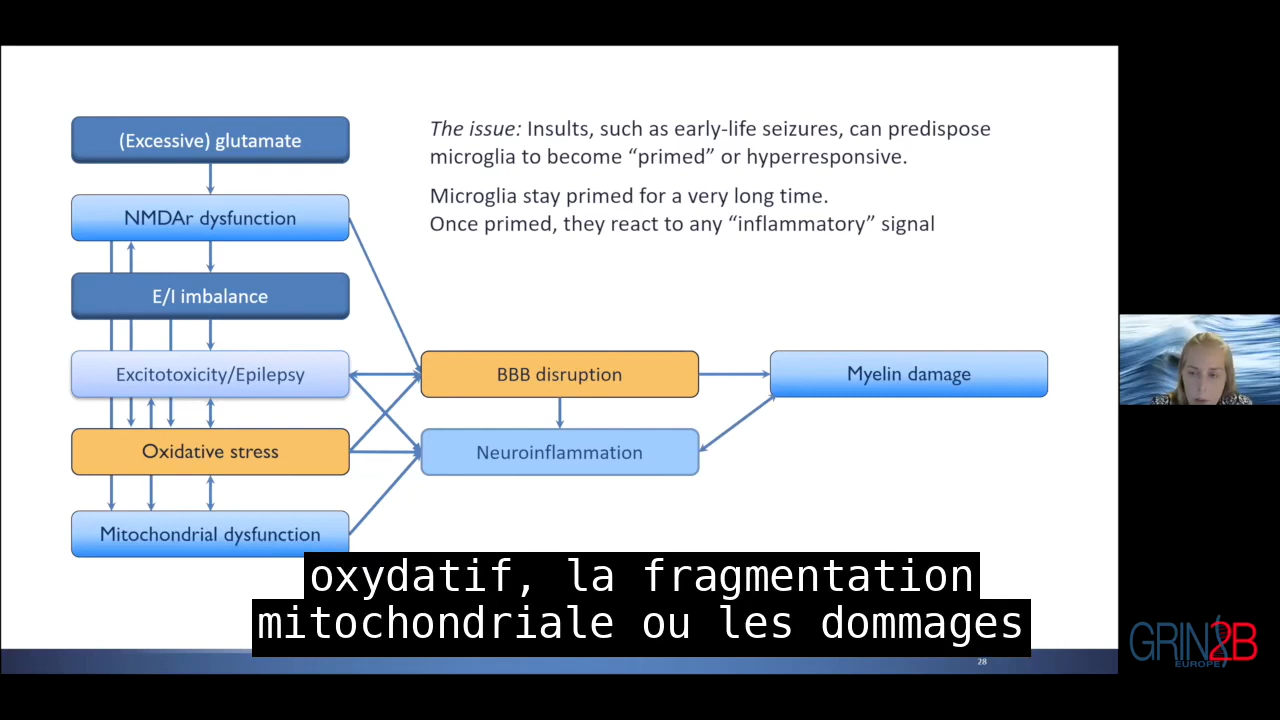 (Excessive) glutamate
The issue: Insults, such as early-life seizures, can predispose
microglia to become “primed” or hyperresponsive.
Microglia stay primed for a very long time.
Once primed, they react to any “inflammatory” signal
NMDAr dysfunction
E/I imbalance
Excitotoxicity/Epilepsy
BBB disruption
Myelin damage
Oxidative stress
Neuroinflammation
Mitochondrial dysfunction
oxydatif, la fragmentation
mitochondriale ou les dommages
28
GRIN2B
EUROPE